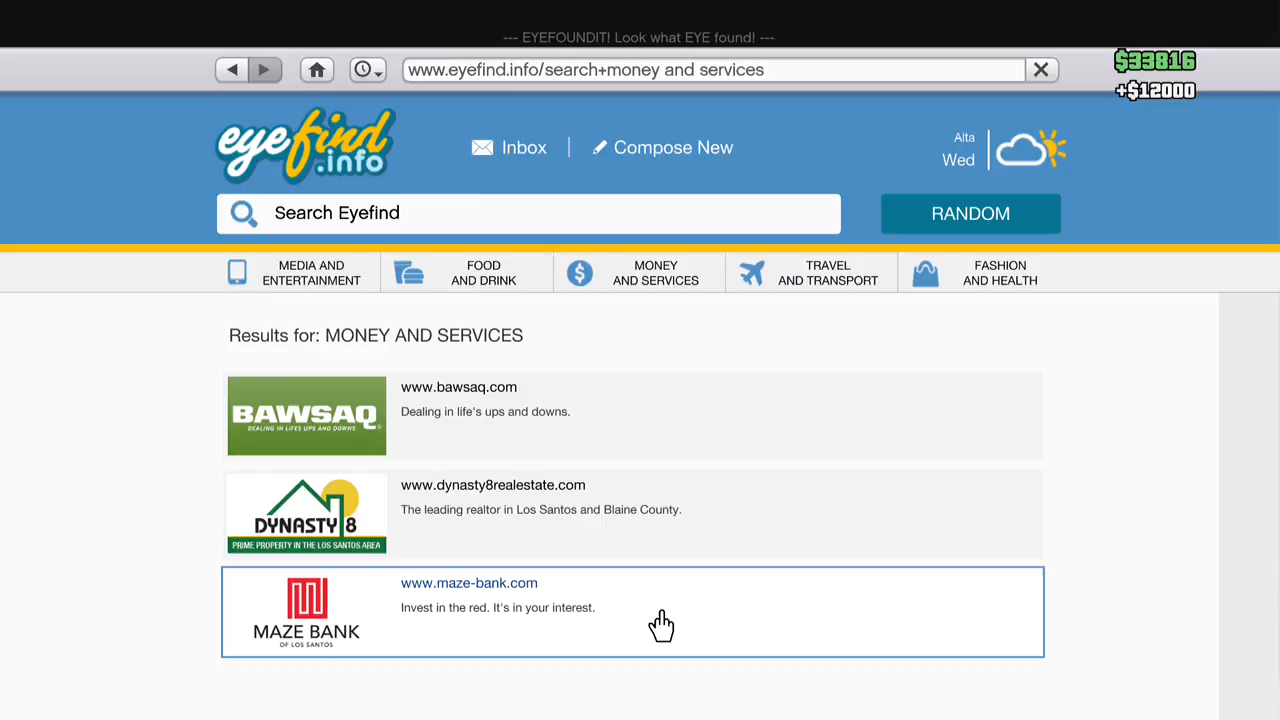 --- EYEFOUNDIT! Look what EYE found! ---
www.eyefind.info/search+money and services
$33816
+$12000
eyefind
.info
Inbox
Compose New
Alta
Wed
Search Eyefind
RANDOM
MEDIA AND
ENTERTAINMENT
FOOD
AND DRINK
MONEY
AND SERVICES
TRAVEL
AND TRANSPORT
FASHION
AND HEALTH
Results for: MONEY AND SERVICES
BAWSAQ
DEALING IN LIFES UPS AND DOWNS
www.bawsaq.com
Dealing in life's ups and downs.
DYNASTY 8
PRIME PROPERTY IN THE LOS SANTOS AREA
www.dynasty8realestate.com
The leading realtor in Los Santos and Blaine County.
MAZE BANK
OF LOS SANTOS
www.maze-bank.com
Invest in the red. It's in your interest.